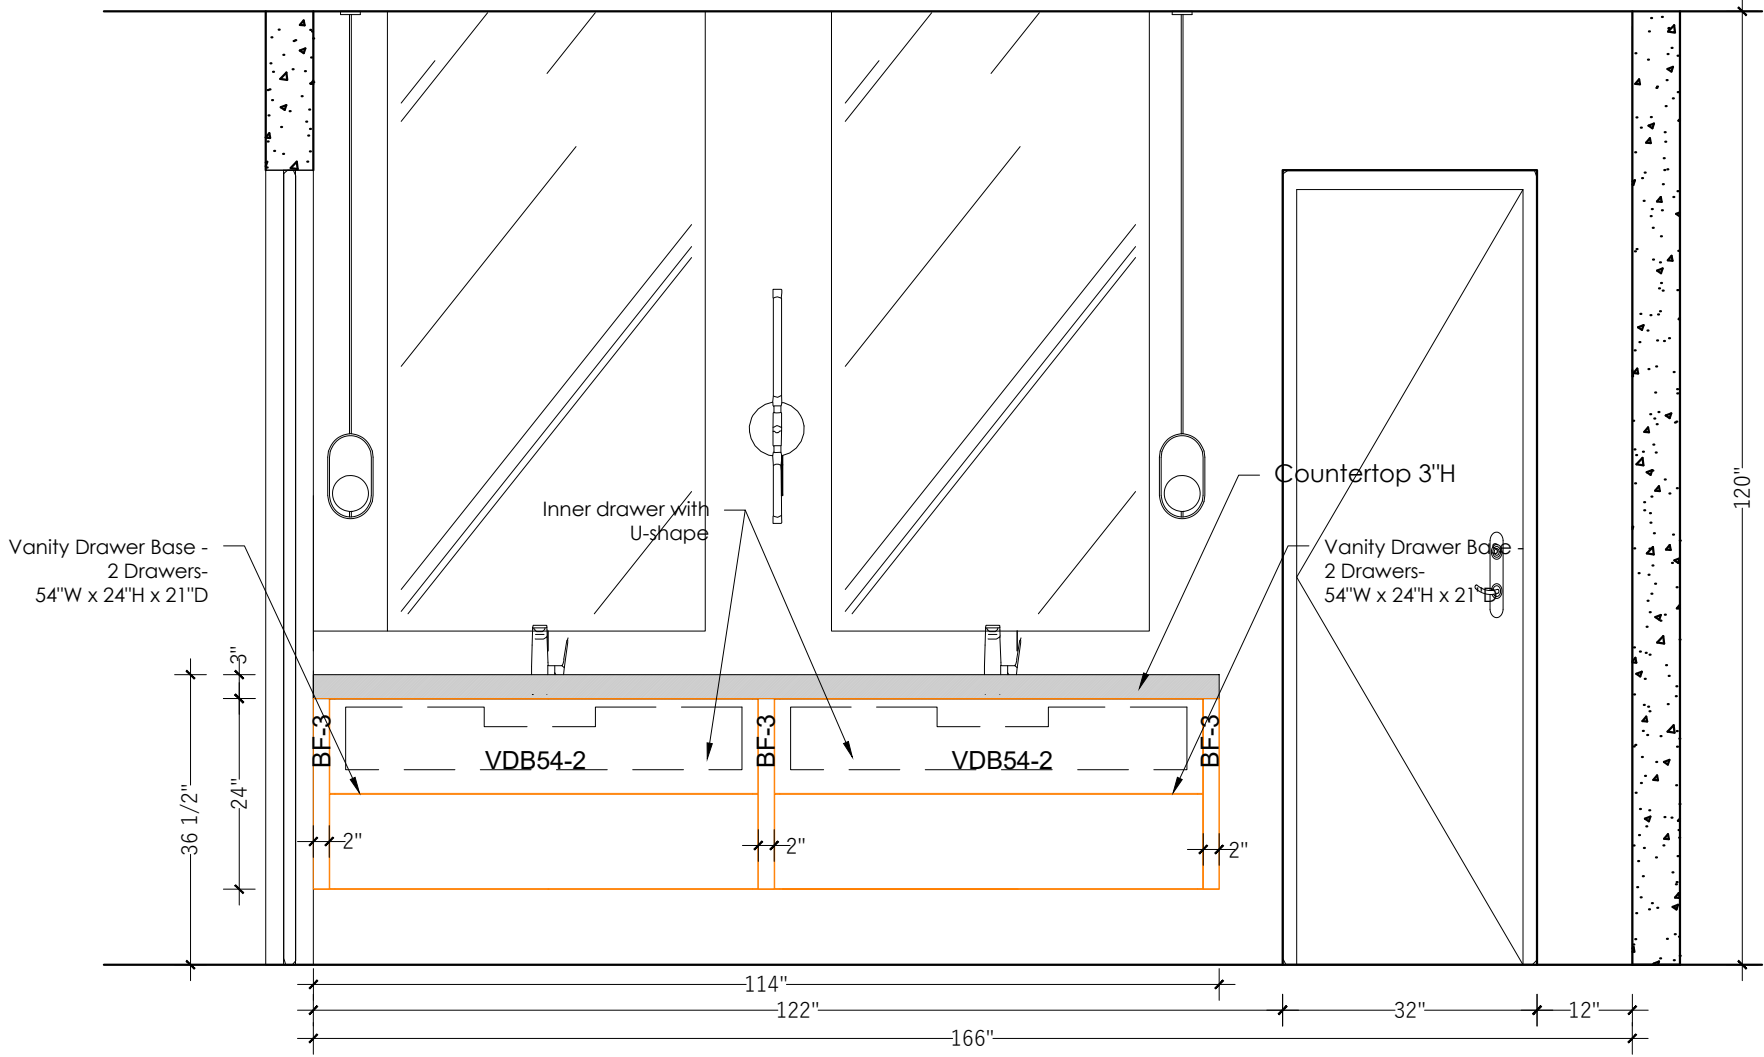 Countertop 3"H
120"
Inner drawer with
U-shape
Vanity Drawer Base -
2 Drawers-
54"W x 24"H x 21"D
Vanity Drawer Base -
2 Drawers-
54"W x 24"H x 21"D
3"
BF-3
BF-3
BF-3
VDB54-2
VDB54-2
36 1/2"
24"
2"
2"
2"
114"
122"
32"
12"
166"